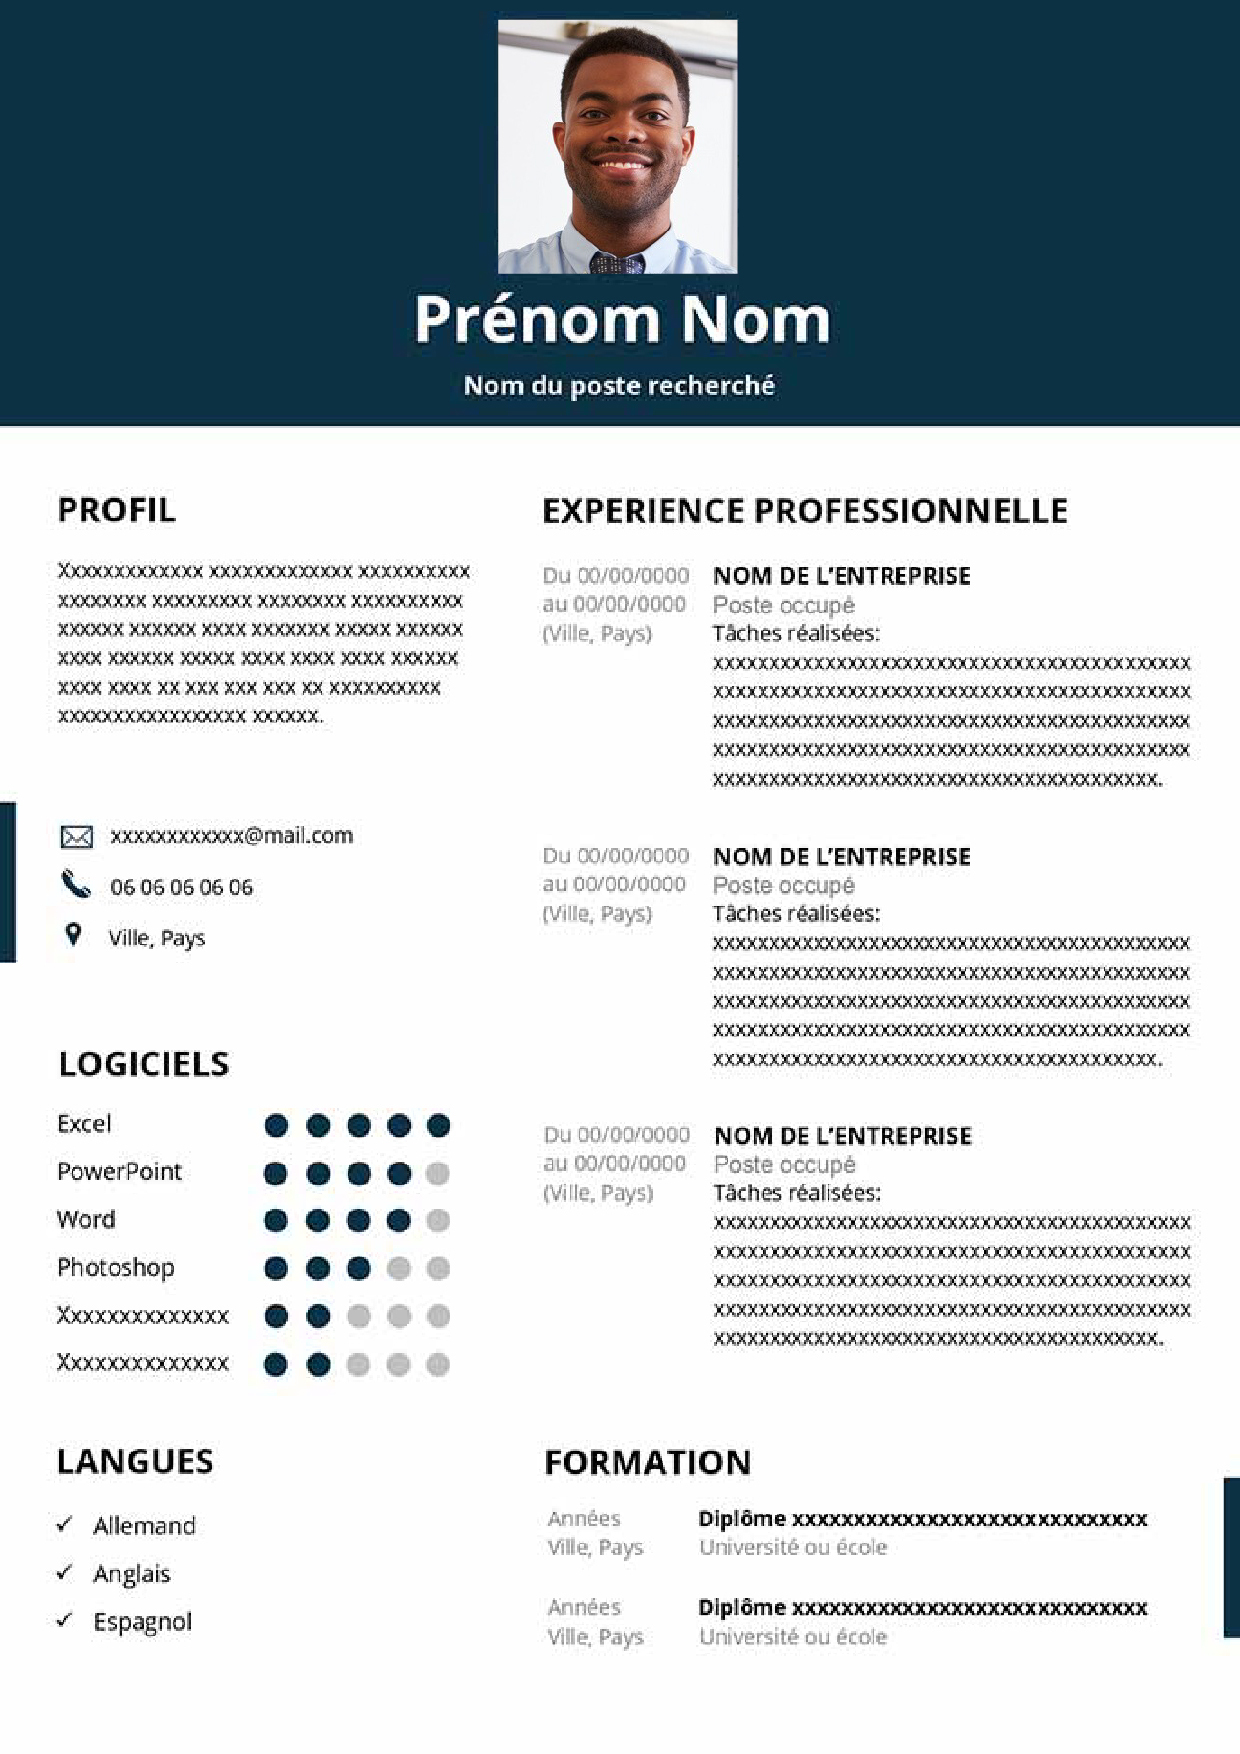 Prénom Nom
Nom du poste recherché
PROFIL
Xxxxxxxxxxxxx xxxxxxxxxxxxx xxxxxxxxxx
xxxxxxxx xxxxxxxxx xxxxxxxx xxxxxxxxxx
xxxxxx xxxxxx xxxx xxxxxxx xxxxx xxxxxx
xxxx xxxxxx xxxxx xxxx xxxx xxxx xxxxxx
xxxx xxxx xx xxx xxx xxx xx xxxxxxxxxx
xxxxxxxxxxxxxxxxx xxxxxx.
xxxxxxxxxxxx@mail.com
06 06 06 06 06
Ville, Pays
LOGICIELS
Excel
PowerPoint
Word
Photoshop
Xxxxxxxxxxxxxx
Xxxxxxxxxxxxxx
LANGUES
✓ Allemand
✓ Anglais
✓ Espagnol
EXPERIENCE PROFESSIONNELLE
Du 00/00/0000 NOM DE L’ENTREPRISE
au 00/00/0000 Poste occupé
(Ville, Pays) Tâches réalisées:
xxxxxxxxxxxxxxxxxxxxxxxxxxxxxxxxxxxxxxxxxxx
xxxxxxxxxxxxxxxxxxxxxxxxxxxxxxxxxxxxxxxxxxx
xxxxxxxxxxxxxxxxxxxxxxxxxxxxxxxxxxxxxxxxxxx
xxxxxxxxxxxxxxxxxxxxxxxxxxxxxxxxxxxxxxxxxxx
xxxxxxxxxxxxxxxxxxxxxxxxxxxxxxxxxxxxxxxx.
Du 00/00/0000 NOM DE L’ENTREPRISE
au 00/00/0000 Poste occupé
(Ville, Pays) Tâches réalisées:
xxxxxxxxxxxxxxxxxxxxxxxxxxxxxxxxxxxxxxxxxxx
xxxxxxxxxxxxxxxxxxxxxxxxxxxxxxxxxxxxxxxxxxx
xxxxxxxxxxxxxxxxxxxxxxxxxxxxxxxxxxxxxxxxxxx
xxxxxxxxxxxxxxxxxxxxxxxxxxxxxxxxxxxxxxxxxxx
xxxxxxxxxxxxxxxxxxxxxxxxxxxxxxxxxxxxxxxx.
Du 00/00/0000 NOM DE L’ENTREPRISE
au 00/00/0000 Poste occupé
(Ville, Pays) Tâches réalisées:
xxxxxxxxxxxxxxxxxxxxxxxxxxxxxxxxxxxxxxxxxxx
xxxxxxxxxxxxxxxxxxxxxxxxxxxxxxxxxxxxxxxxxxx
xxxxxxxxxxxxxxxxxxxxxxxxxxxxxxxxxxxxxxxxxxx
xxxxxxxxxxxxxxxxxxxxxxxxxxxxxxxxxxxxxxxxxxx
xxxxxxxxxxxxxxxxxxxxxxxxxxxxxxxxxxxxxxxx.
FORMATION
Années Diplôme xxxxxxxxxxxxxxxxxxxxxxxxxxxxx
Ville, Pays Université ou école
Années Diplôme xxxxxxxxxxxxxxxxxxxxxxxxxxxxx
Ville, Pays Université ou école